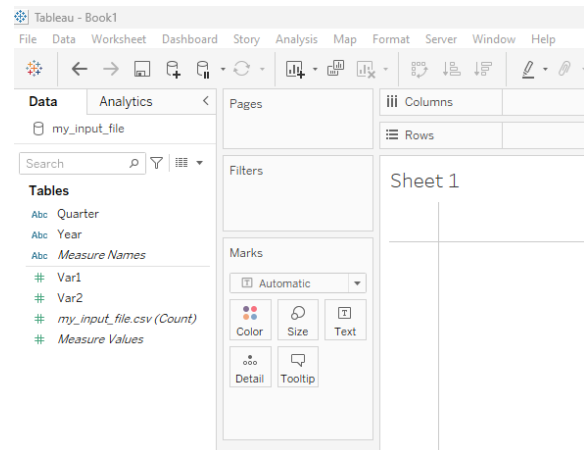 Tableau - Book1
File Data Worksheet Dashboard Story Analysis Map Format Server Window Help
Data Analytics
my_input_file
Search
Tables
Abc Quarter
Abc Year
Abc Measure Names
# Var1
# Var2
# my_input_file.csv (Count)
# Measure Values
Pages
Filters
Marks
T Automatic
Color Size T Text
Detail Tooltip
Columns
Rows
Sheet 1